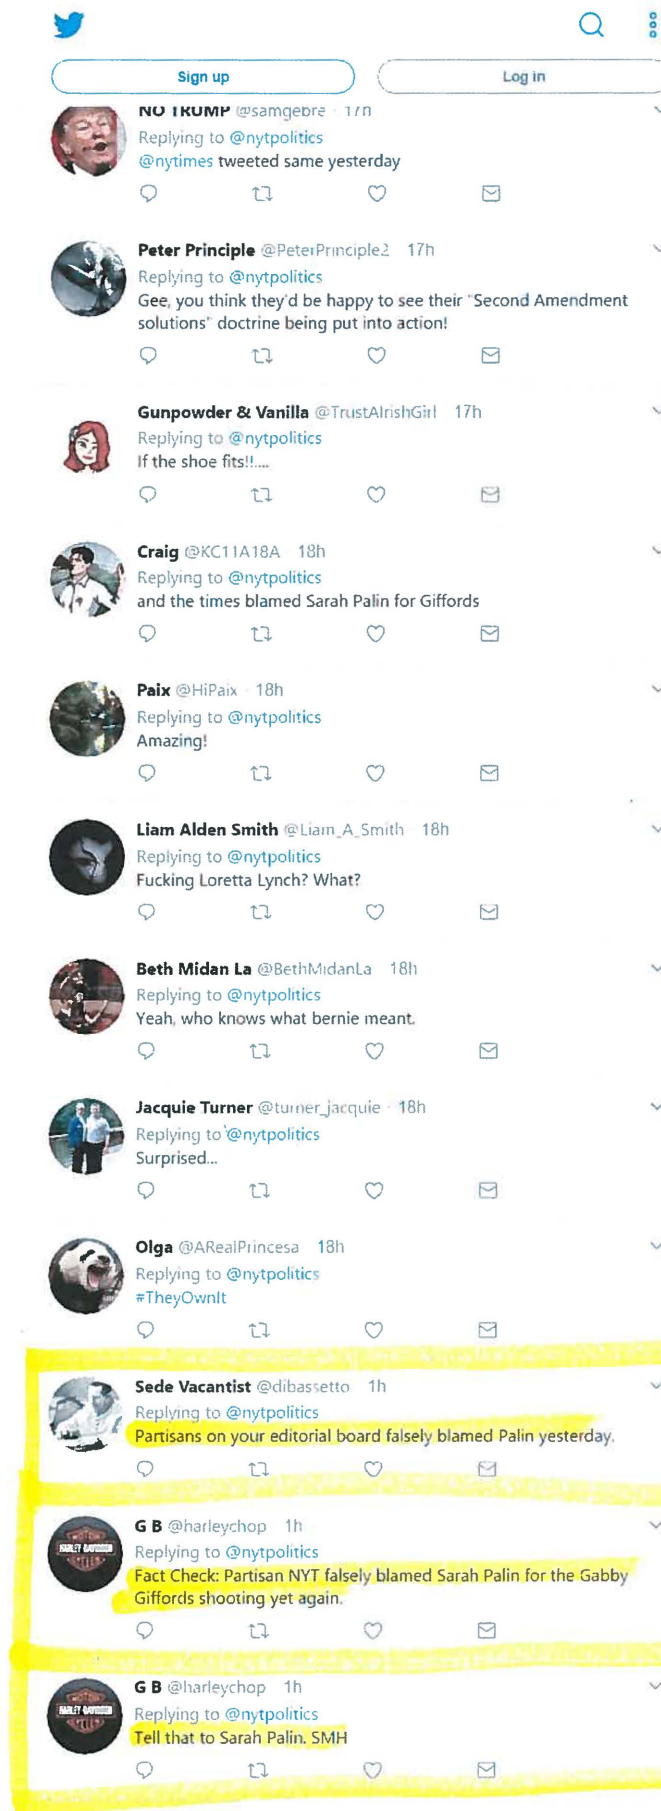 Sign up
Log in
NO TRUMP @samgebre · 17h
Replying to @nytpolitics
@nytimes tweeted same yesterday
Peter Principle @PeterPrinciple2 17h
Replying to @nytpolitics
Gee, you think they'd be happy to see their "Second Amendment
solutions" doctrine being put into action!
Gunpowder & Vanilla @TrustAIrishGirl 17h
Replying to @nytpolitics
If the shoe fits!!....
Craig @KC11A18A 18h
Replying to @nytpolitics
and the times blamed Sarah Palin for Giffords
Paix @HiPaix · 18h
Replying to @nytpolitics
Amazing!
Liam Alden Smith @Liam_A_Smith · 18h
Replying to @nytpolitics
Fucking Loretta Lynch? What?
Beth Midan La @BethMidanLa 18h
Replying to @nytpolitics
Yeah, who knows what bernie meant.
Jacquie Turner @turner_jacquie · 18h
Replying to @nytpolitics
Surprised...
Olga @ARealPrincesa 18h
Replying to @nytpolitics
#TheyOwnIt
Sede Vacantist @dibassetto 1h
Replying to @nytpolitics
Partisans on your editorial board falsely blamed Palin yesterday.
G B @harleychop 1h
Replying to @nytpolitics
Fact Check: Partisan NYT falsely blamed Sarah Palin for the Gabby
Giffords shooting yet again.
G B @harleychop 1h
Replying to @nytpolitics
Tell that to Sarah Palin. SMH